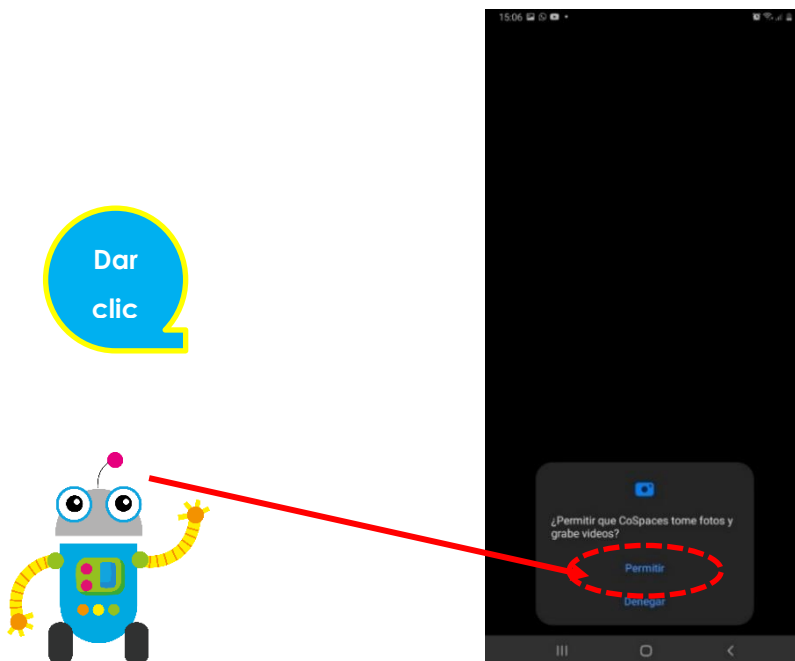 15:06
Dar
clic
¿Permitir que CoSpaces tome fotos y
grabe videos?
Permitir
Denegar